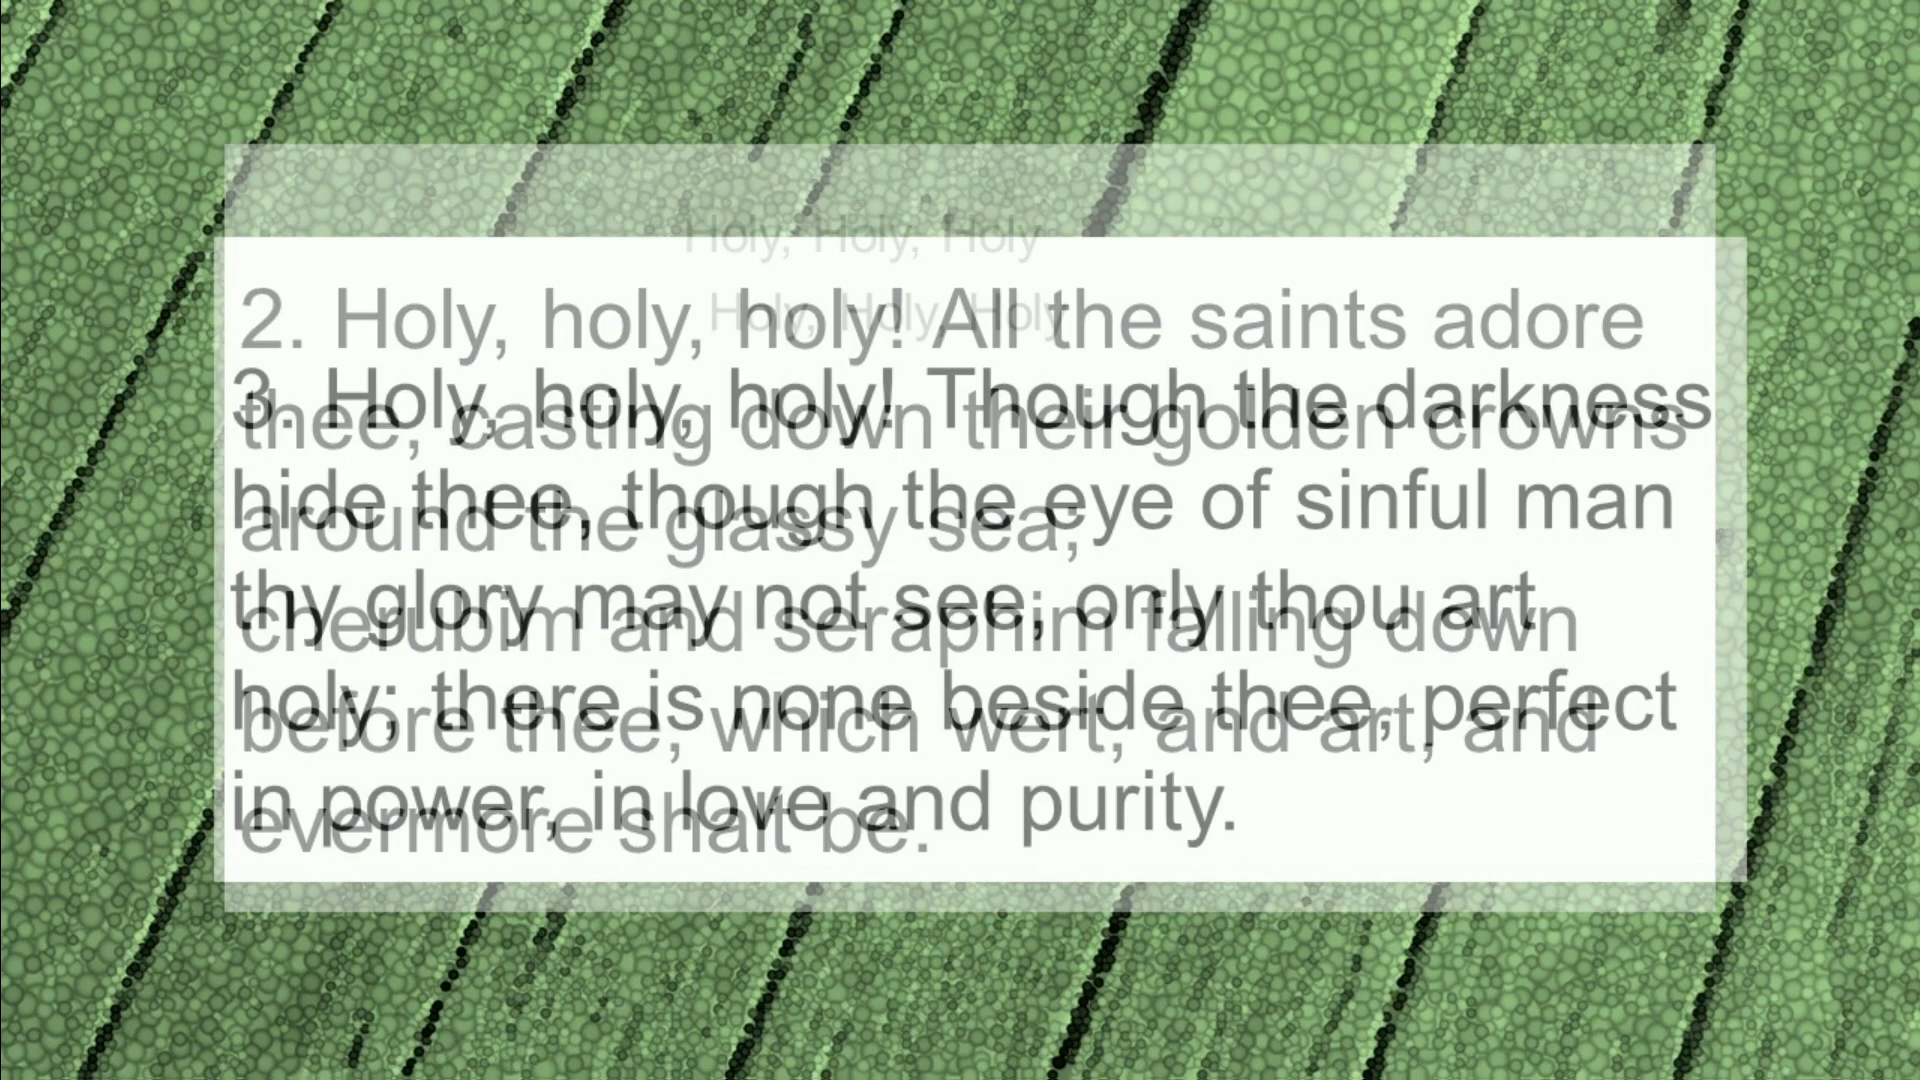 Holy, Holy, Holy
Holy, Holy, Holy
2. Holy, holy, holy! All the saints adore
thee, casting down their golden crowns
around the glassy sea;
cherubim and seraphim falling down
before thee, which wert, and art, and
evermore shalt be.
3. Holy, holy, holy! Though the darkness
hide thee, though the eye of sinful man
thy glory may not see, only thou art
holy; there is none beside thee, perfect
in power, in love and purity.